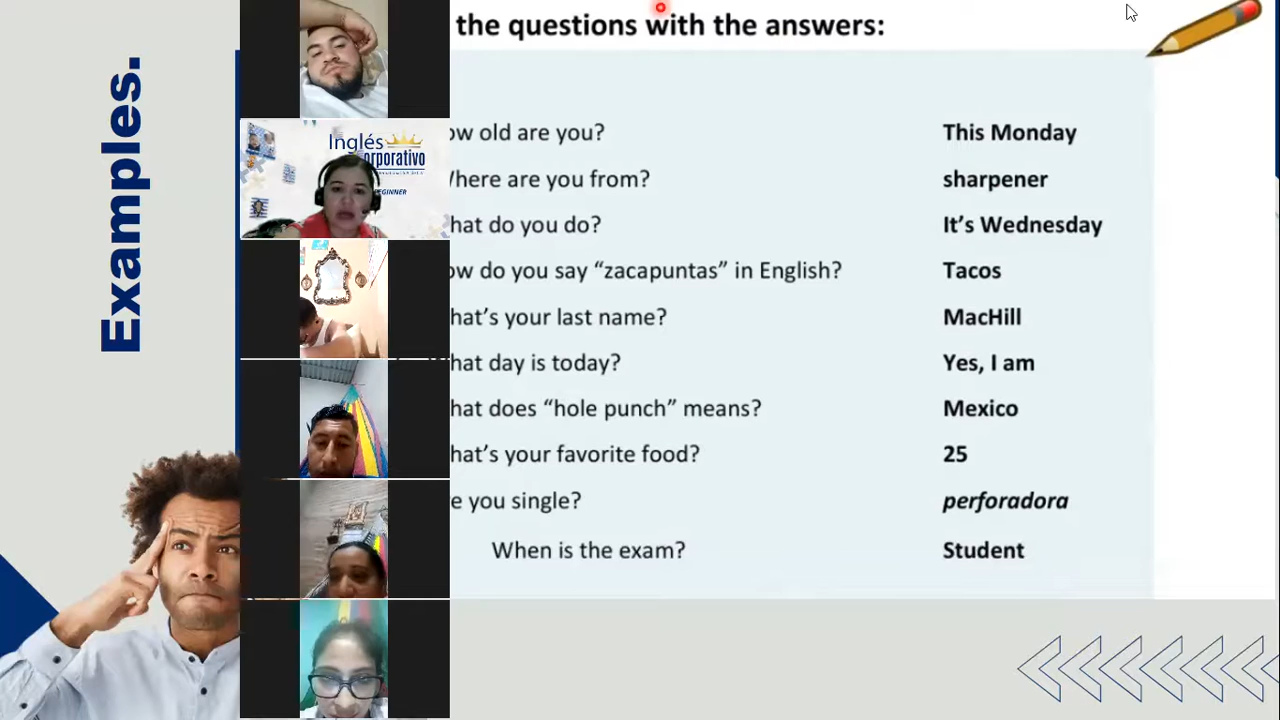 Examples.
the questions with the answers:
Inglés
orporativo
EGINNER
ow old are you? This Monday
here are you from? sharpener
hat do you do? It's Wednesday
ow do you say “zacapuntas” in English? Tacos
hat's your last name? MacHill
hat day is today? Yes, I am
hat does “hole punch” means? Mexico
hat's your favorite food? 25
e you single? perforadora
When is the exam? Student